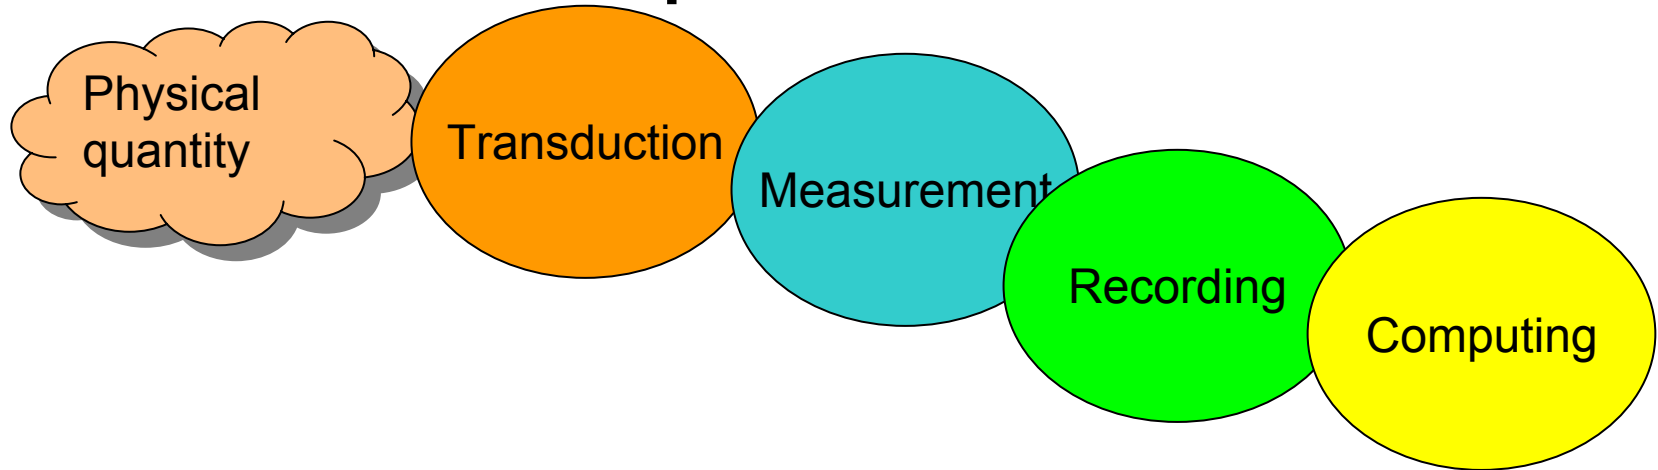 Physical
quantity
Transduction
Measurement
Recording
Computing